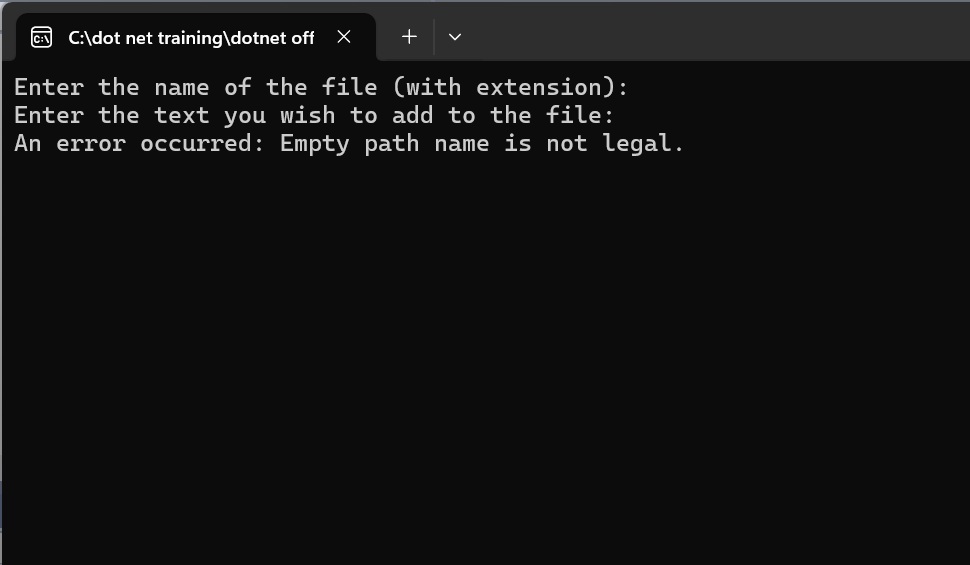 C:\dot net training\dotnet off
Enter the name of the file (with extension):
Enter the text you wish to add to the file:
An error occurred: Empty path name is not legal.